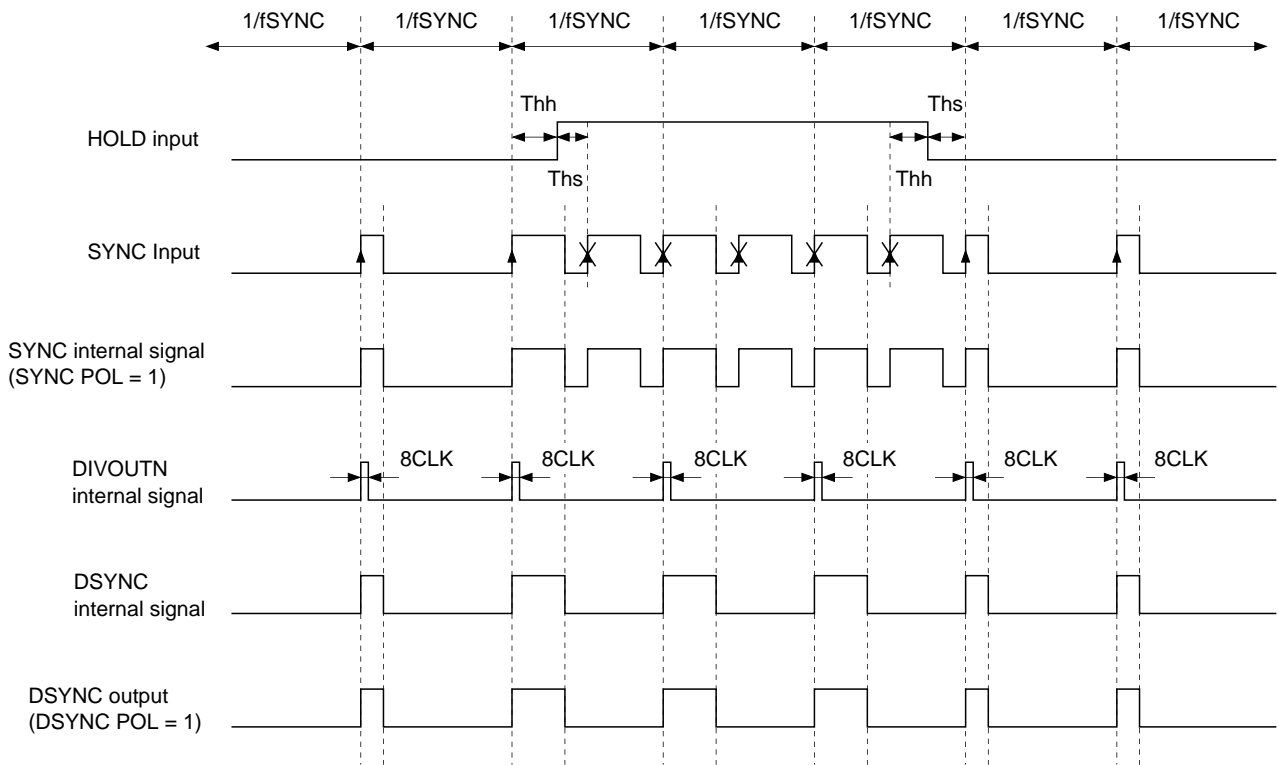 1/fSYNC 1/fSYNC 1/fSYNC 1/fSYNC 1/fSYNC 1/fSYNC 1/fSYNC
Thh Ths
HOLD input
Ths Thh
SYNC Input
SYNC internal signal
(SYNC POL = 1)
8CLK 8CLK 8CLK 8CLK 8CLK 8CLK
DIVOUTN
internal signal
DSYNC
internal signal
DSYNC output
(DSYNC POL = 1)